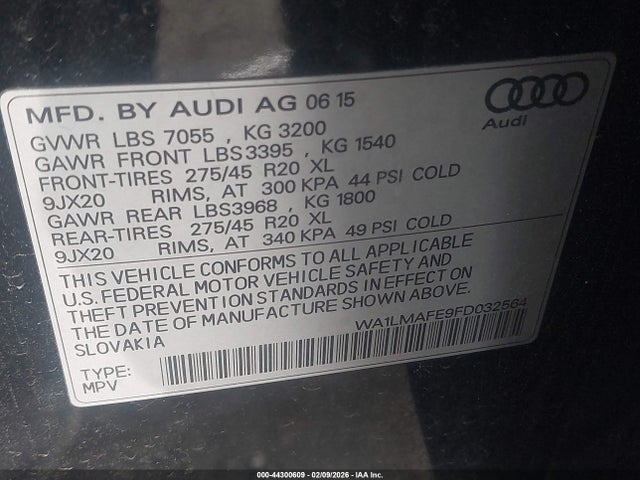 MFD. BY AUDI AG 06 15
Audi
GVWR LBS 7055 , KG 3200
GAWR FRONT LBS3395 , KG 1540
FRONT-TIRES 275/45 R20 XL
9JX20 RIMS, AT 300 KPA 44 PSI COLD
GAWR REAR LBS3968 , KG 1800
REAR-TIRES 275/45 R20 XL
9JX20 RIMS, AT 340 KPA 49 PSI COLD
THIS VEHICLE CONFORMS TO ALL APPLICABLE
U.S. FEDERAL MOTOR VEHICLE SAFETY AND
THEFT PREVENTION STANDARDS IN EFFECT ON
THE DATE OF MANUFACTURE SHOWN ABOVE.
SLOVAKIA
WA1LMAFE9FD032564
TYPE:
MPV
000-44300609 - 02/09/2026 - IAA Inc.